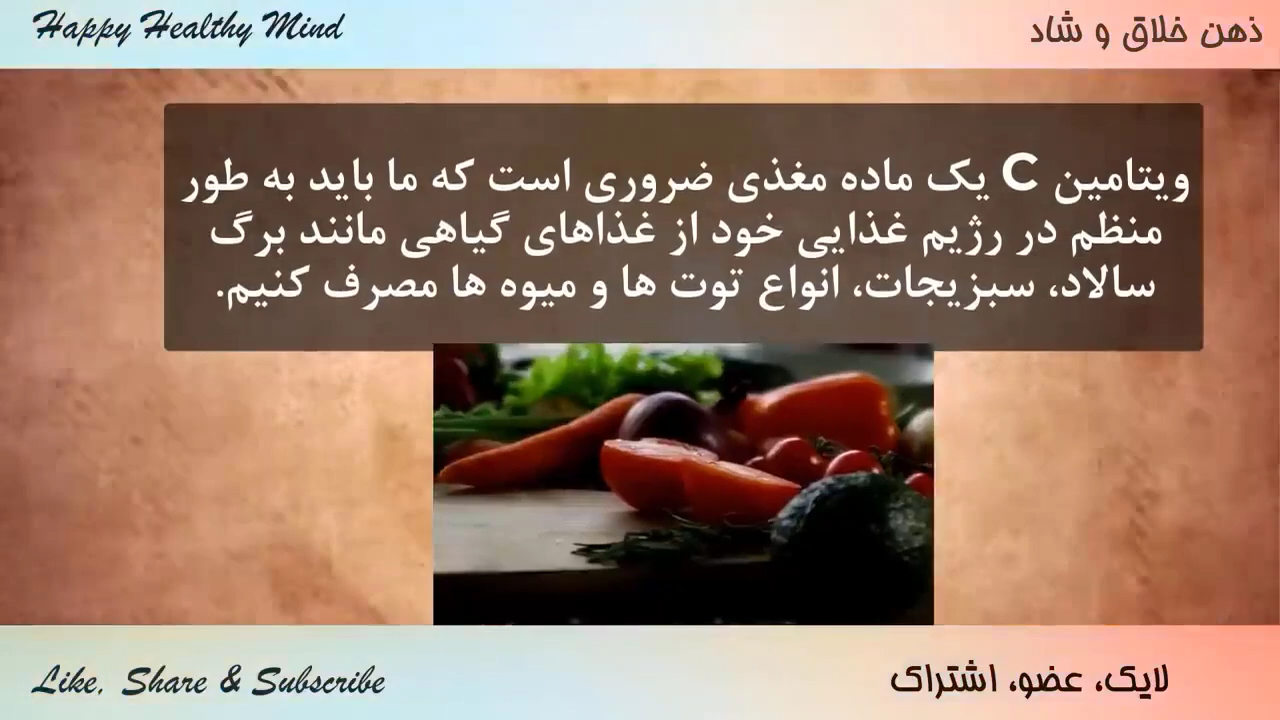 Happy Healthy Mind
ذهن خلاق و شاد
ویتامین C یک ماده مغذی ضروری است که ما باید به طور
منظم در رژیم غذایی خود از غذاهای گیاهی مانند برگ
سالاد، سبزیجات، انواع توت ها و میوه ها مصرف کنیم.
Like, Share & Subscribe
لایک، عضو، اشتراک